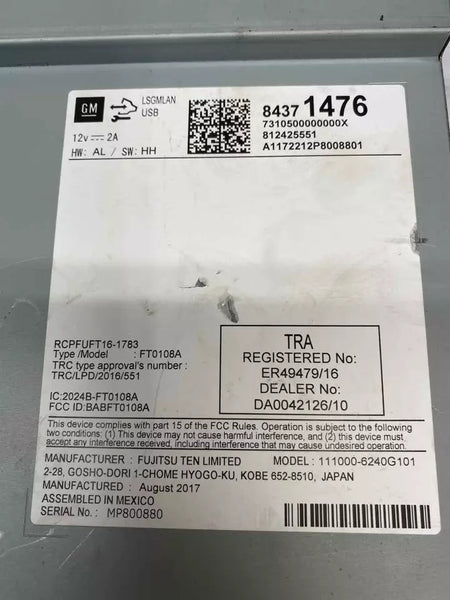 GM
LSGMLAN
USB
12v ⎓ 2A
HW: AL / SW: HH
84371476
7310500000000X
812425551
A1172212P8008801
RCPFUFT16-1783
Type /Model : FT0108A
TRC type approval's number :
TRC/LPD/2016/551
IC:2024B-FT0108A
FCC ID:BABFT0108A
TRA
REGISTERED No:
ER49479/16
DEALER No:
DA0042126/10
This device complies with part 15 of the FCC Rules. Operation is subject to the following
two conditions: (1) This device may not cause harmful interference, and (2) this device must
accept any interference received, including interference that may cause undesired operation.
MANUFACTURER : FUJITSU TEN LIMITED MODEL : 111000-6240G101
2-28, GOSHO-DORI 1-CHOME HYOGO-KU, KOBE 652-8510, JAPAN
MANUFACTURED : August 2017
ASSEMBLED IN MEXICO
SERIAL No. : MP800880